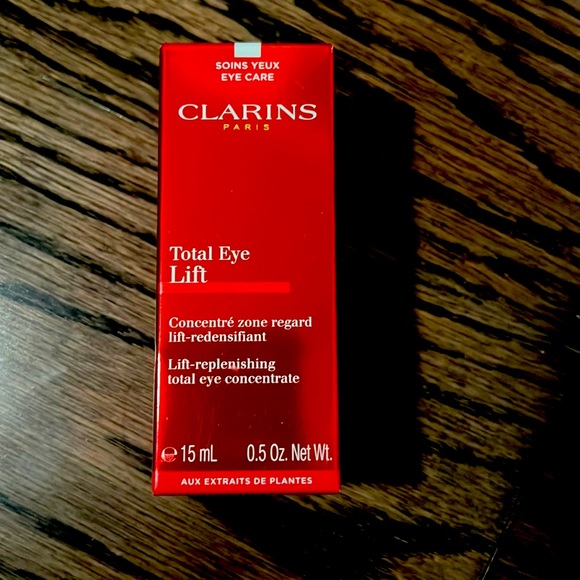 SOINS YEUX
EYE CARE
CLARINS
PARIS
Total Eye
Lift
Concentré zone regard
lift-redensifiant
Lift-replenishing
total eye concentrate
℮ 15 mL 0.5 Oz. Net Wt.
AUX EXTRAITS DE PLANTES